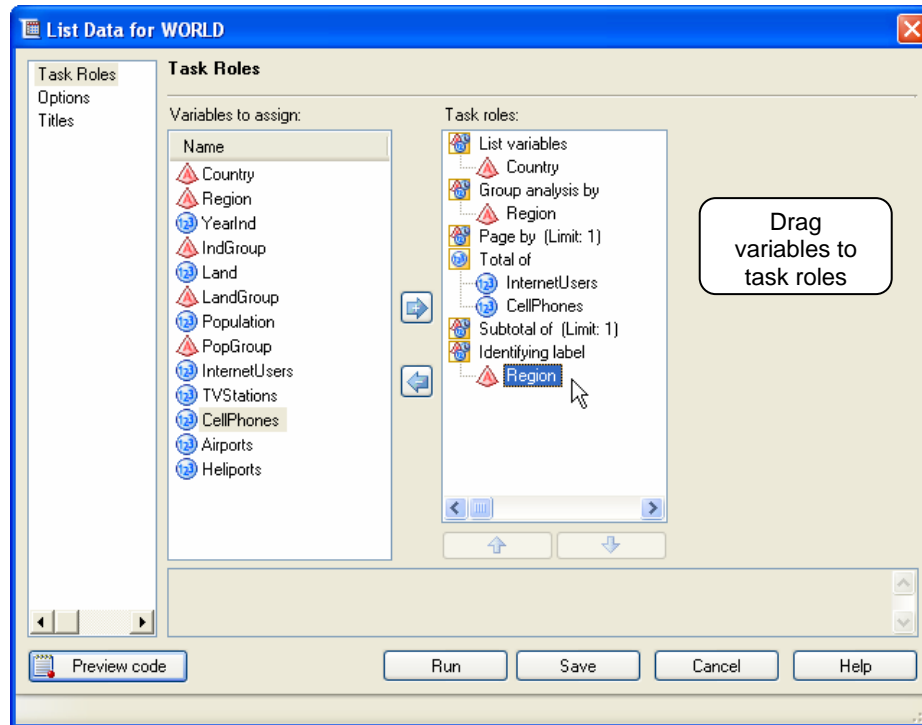 List Data for WORLD
Task Roles
Options
Titles
Task Roles
Variables to assign:
Name
Country
Region
YearInd
IndGroup
Land
LandGroup
Population
PopGroup
InternetUsers
TVStations
CellPhones
Airports
Heliports
Task roles:
List variables
Country
Group analysis by
Region
Page by (Limit: 1)
Total of
InternetUsers
CellPhones
Subtotal of (Limit: 1)
Identifying label
Region
Drag
variables to
task roles
Preview code
Run
Save
Cancel
Help